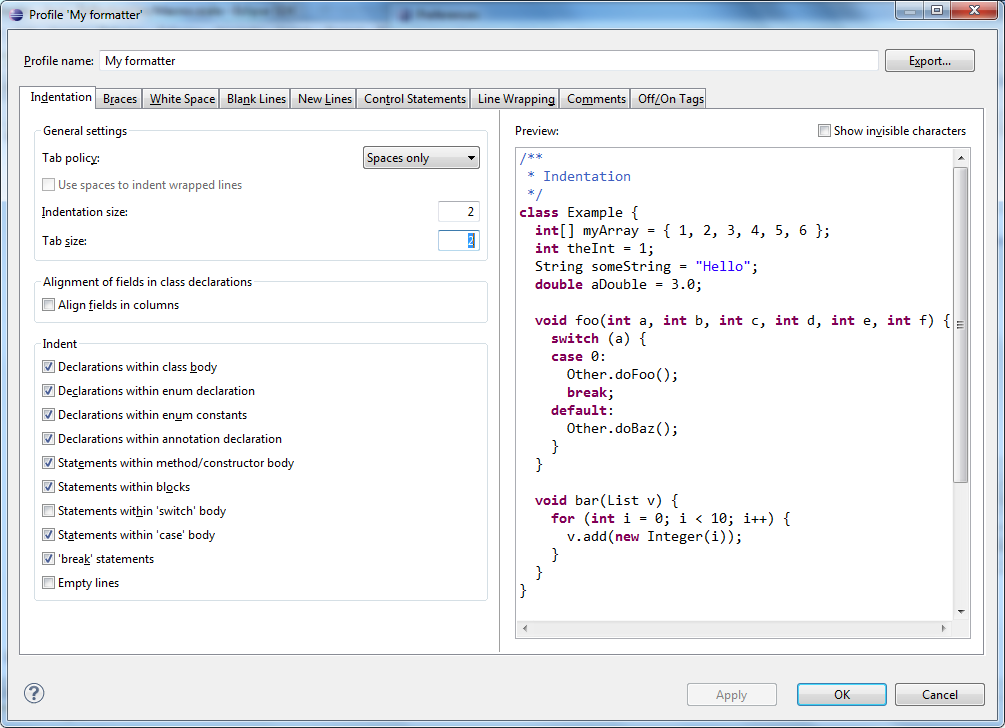 Profile 'My formatter'
Profile name: My formatter Export...
Indentation Braces White Space Blank Lines New Lines Control Statements Line Wrapping Comments Off/On Tags
General settings
Tab policy: Spaces only
Use spaces to indent wrapped lines
Indentation size: 2
Tab size: 2
Alignment of fields in class declarations
Align fields in columns
Indent
Declarations within class body
Declarations within enum declaration
Declarations within enum constants
Declarations within annotation declaration
Statements within method/constructor body
Statements within blocks
Statements within 'switch' body
Statements within 'case' body
'break' statements
Empty lines
Preview: Show invisible characters
/**
 * Indentation
 */
class Example {
  int[] myArray = { 1, 2, 3, 4, 5, 6 };
  int theInt = 1;
  String someString = "Hello";
  double aDouble = 3.0;

  void foo(int a, int b, int c, int d, int e, int f) {
    switch (a) {
    case 0:
      Other.doFoo();
      break;
    default:
      Other.doBaz();
    }
  }

  void bar(List v) {
    for (int i = 0; i < 10; i++) {
      v.add(new Integer(i));
    }
  }
}
? Apply OK Cancel